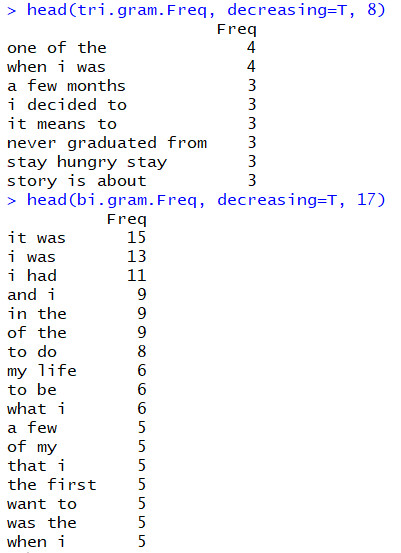 > head(tri.gram.Freq, decreasing=T, 8)
Freq
one of the 4
when i was 4
a few months 3
i decided to 3
it means to 3
never graduated from 3
stay hungry stay 3
story is about 3
> head(bi.gram.Freq, decreasing=T, 17)
Freq
it was 15
i was 13
i had 11
and i 9
in the 9
of the 9
to do 8
my life 6
to be 6
what i 6
a few 5
of my 5
that i 5
the first 5
want to 5
was the 5
when i 5